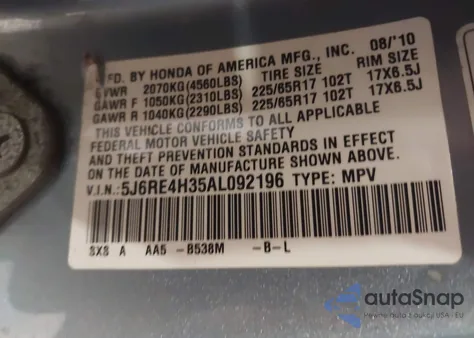 MFD. BY HONDA OF AMERICA MFG., INC. 08/'10
GVWR 2070KG(4560LBS) TIRE SIZE RIM SIZE
GAWR F 1050KG(2310LBS) 225/65R17 102T 17X6.5J
GAWR R 1040KG(2290LBS) 225/65R17 102T 17X6.5J
THIS VEHICLE CONFORMS TO ALL APPLICABLE
FEDERAL MOTOR VEHICLE SAFETY
AND THEFT PREVENTION STANDARDS IN EFFECT
ON THE DATE OF MANUFACTURE SHOWN ABOVE.
V.I.N.: 5J6RE4H35AL092196 TYPE: MPV
SXS A AA5 -B538M -B-L
autaSnap